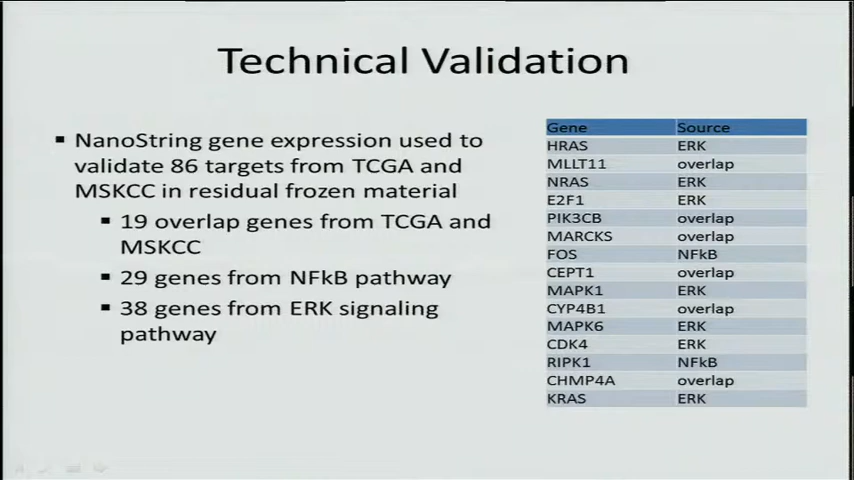 Technical Validation
▪ NanoString gene expression used to
validate 86 targets from TCGA and
MSKCC in residual frozen material
▪ 19 overlap genes from TCGA and
MSKCC
▪ 29 genes from NFkB pathway
▪ 38 genes from ERK signaling
pathway
Gene Source
HRAS ERK
MLLT11 overlap
NRAS ERK
E2F1 ERK
PIK3CB overlap
MARCKS overlap
FOS NFkB
CEPT1 overlap
MAPK1 ERK
CYP4B1 overlap
MAPK6 ERK
CDK4 ERK
RIPK1 NFkB
CHMP4A overlap
KRAS ERK